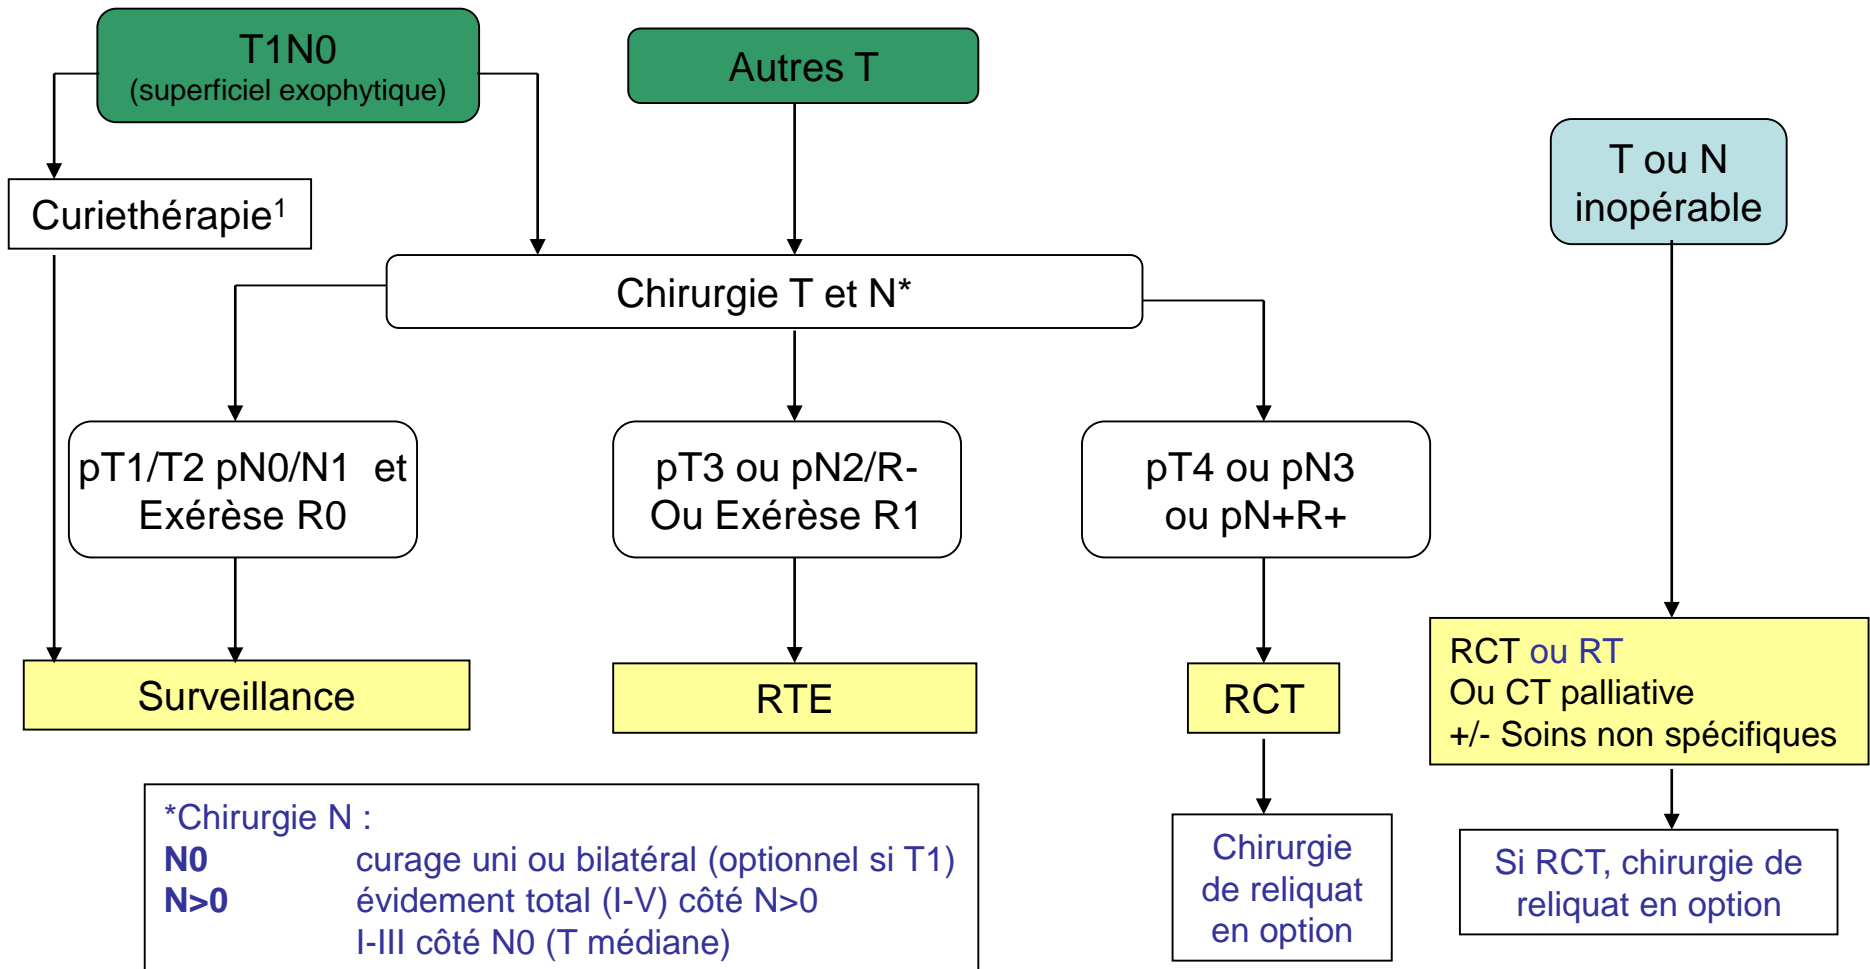 T1N0
(superficiel exophytique)
Autres T
T ou N
inopérable
Curiethérapie¹
Chirurgie T et N*
pT1/T2 pN0/N1 et
Exérèse R0
pT3 ou pN2/R-
Ou Exérèse R1
pT4 ou pN3
ou pN+R+
Surveillance
RTE
RCT
RCT ou RT
Ou CT palliative
+/- Soins non spécifiques
*Chirurgie N :
N0 curage uni ou bilatéral (optionnel si T1)
N>0 évidement total (I-V) côté N>0
I-III côté N0 (T médiane)
Chirurgie
de reliquat
en option
Si RCT, chirurgie de
reliquat en option